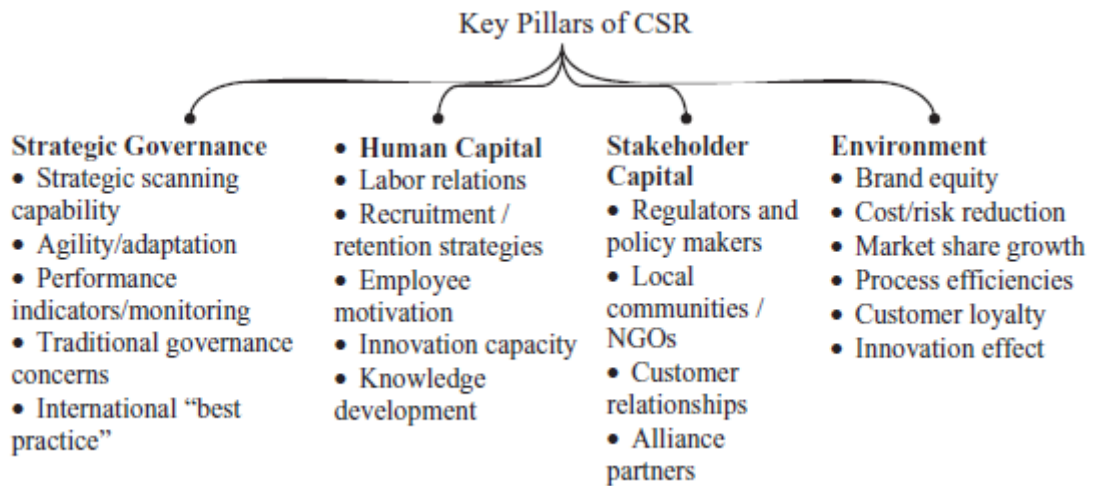 Key Pillars of CSR
Strategic Governance
• Strategic scanning
capability
• Agility/adaptation
• Performance
indicators/monitoring
• Traditional governance
concerns
• International “best
practice”
• Human Capital
• Labor relations
• Recruitment /
retention strategies
• Employee
motivation
• Innovation capacity
• Knowledge
development
Stakeholder
Capital
• Regulators and
policy makers
• Local
communities /
NGOs
• Customer
relationships
• Alliance
partners
Environment
• Brand equity
• Cost/risk reduction
• Market share growth
• Process efficiencies
• Customer loyalty
• Innovation effect